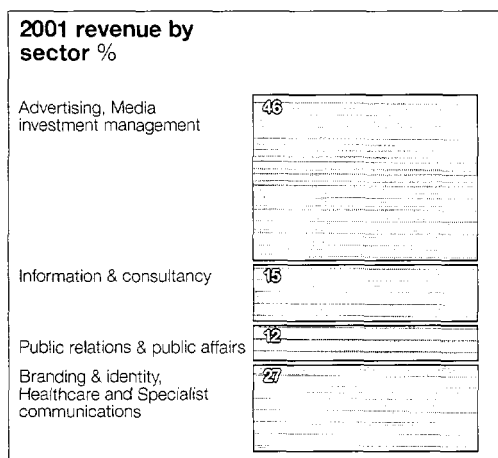 2001 revenue by
sector %
Advertising, Media
investment management
46
Information & consultancy
15
Public relations & public affairs
12
Branding & identity,
Healthcare and Specialist
communications
27